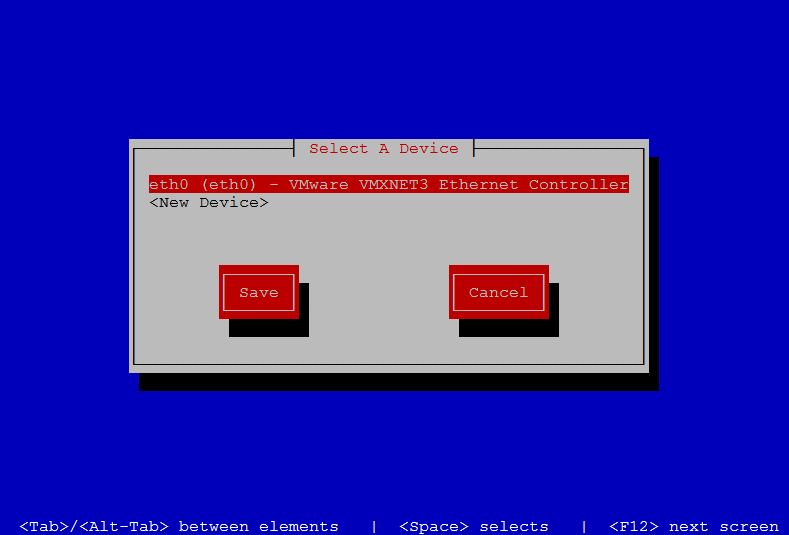 Select A Device
eth0 (eth0) - VMware VMXNET3 Ethernet Controller
<New Device>
Save Cancel
<Tab>/<Alt-Tab> between elements | <Space> selects | <F12> next screen